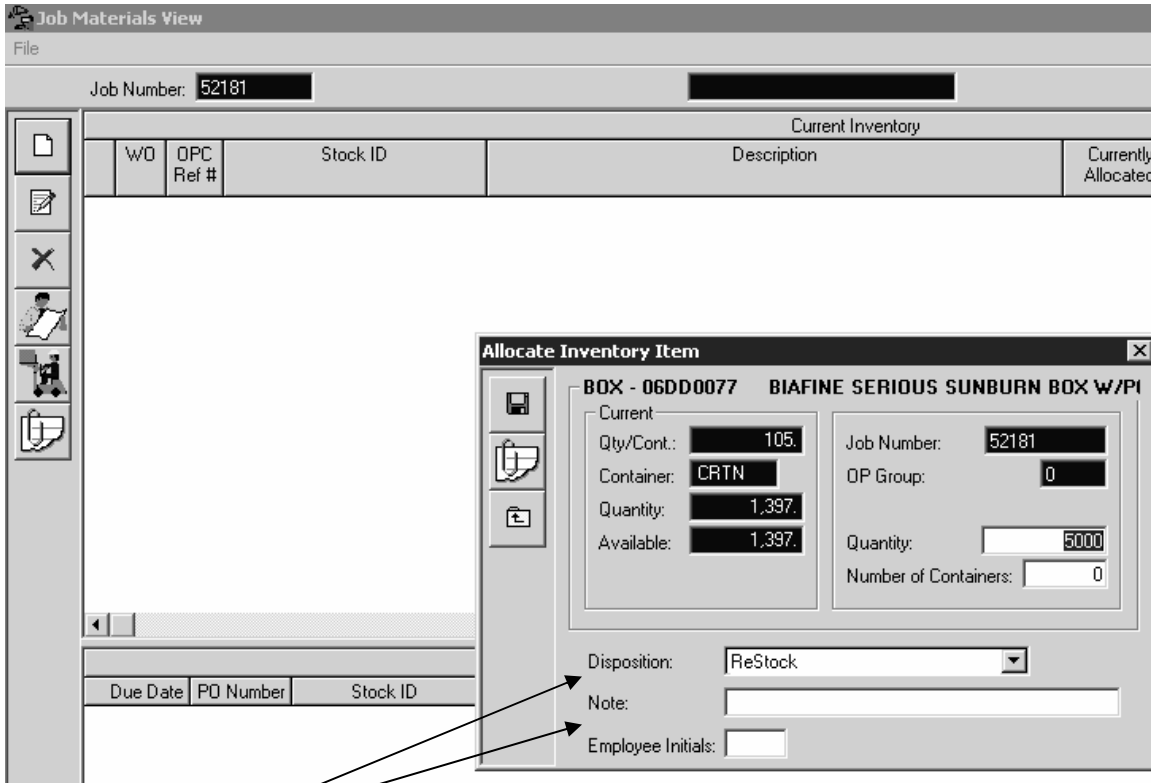 Job Materials View
File
Job Number: 52181
Current Inventory
WO OPC Ref # Stock ID Description Currently Allocated
Allocate Inventory Item
BOX - 06DD0077 BIAFINE SERIOUS SUNBURN BOX W/
Current
Qty/Cont.: 105.
Container: CRTN
Quantity: 1,397.
Available: 1,397.
Job Number: 52181
OP Group: 0
Quantity: 5000
Number of Containers: 0
Disposition: ReStock
Note:
Employee Initials:
Due Date PO Number Stock ID